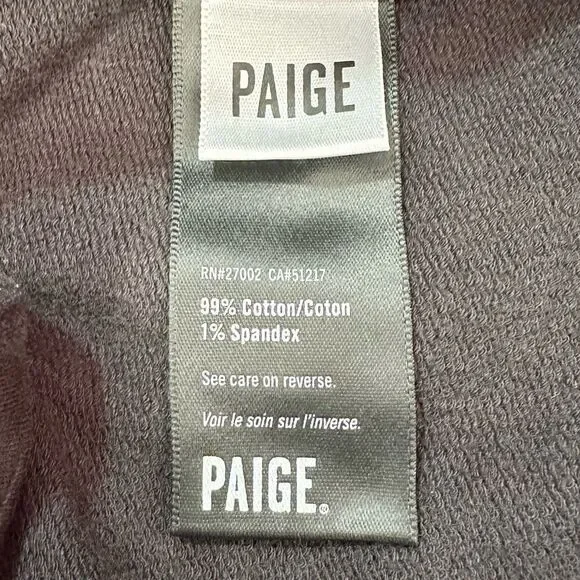 PAIGE
RN#27002 CA#51217
99% Cotton/Coton
1% Spandex
See care on reverse.
Voir le soin sur l'inverse.
PAIGE®